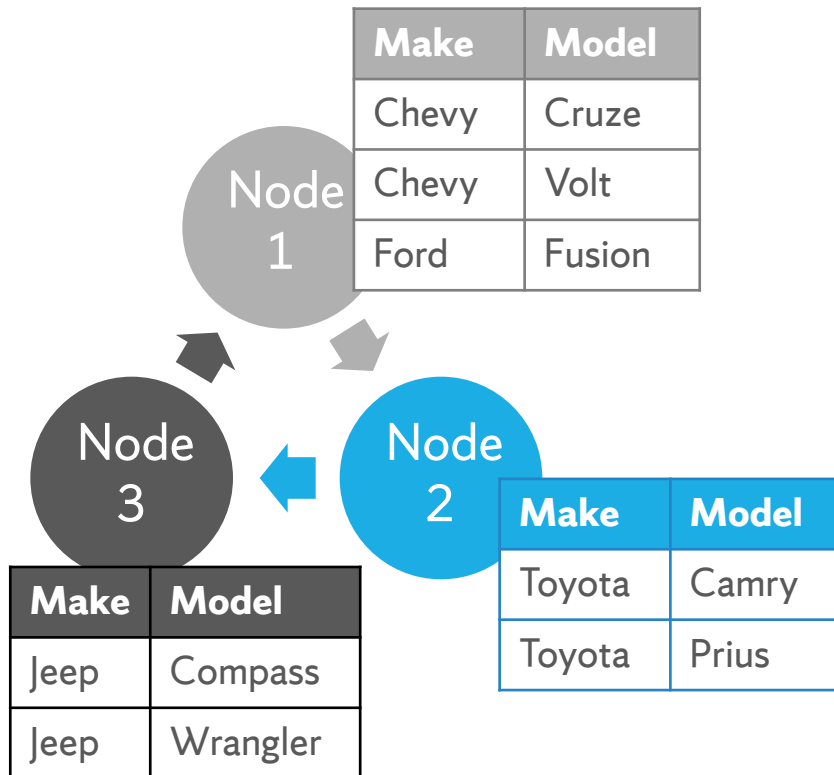 Make Model
Chevy Cruze
Chevy Volt
Ford Fusion
Node
1
Node
2
Make Model
Toyota Camry
Toyota Prius
Node
3
Make Model
Jeep Compass
Jeep Wrangler